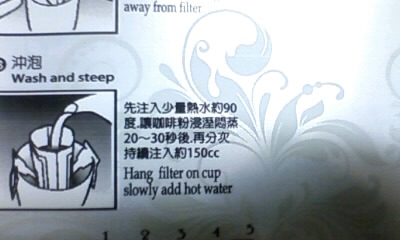 away from filter
沖泡
Wash and steep
先注入少量熱水約90
度.讓咖啡粉浸溼悶蒸
20～30秒後.再分次
持續注入約150cc
Hang filter on cup
slowly add hot water
1 2 3 4 5